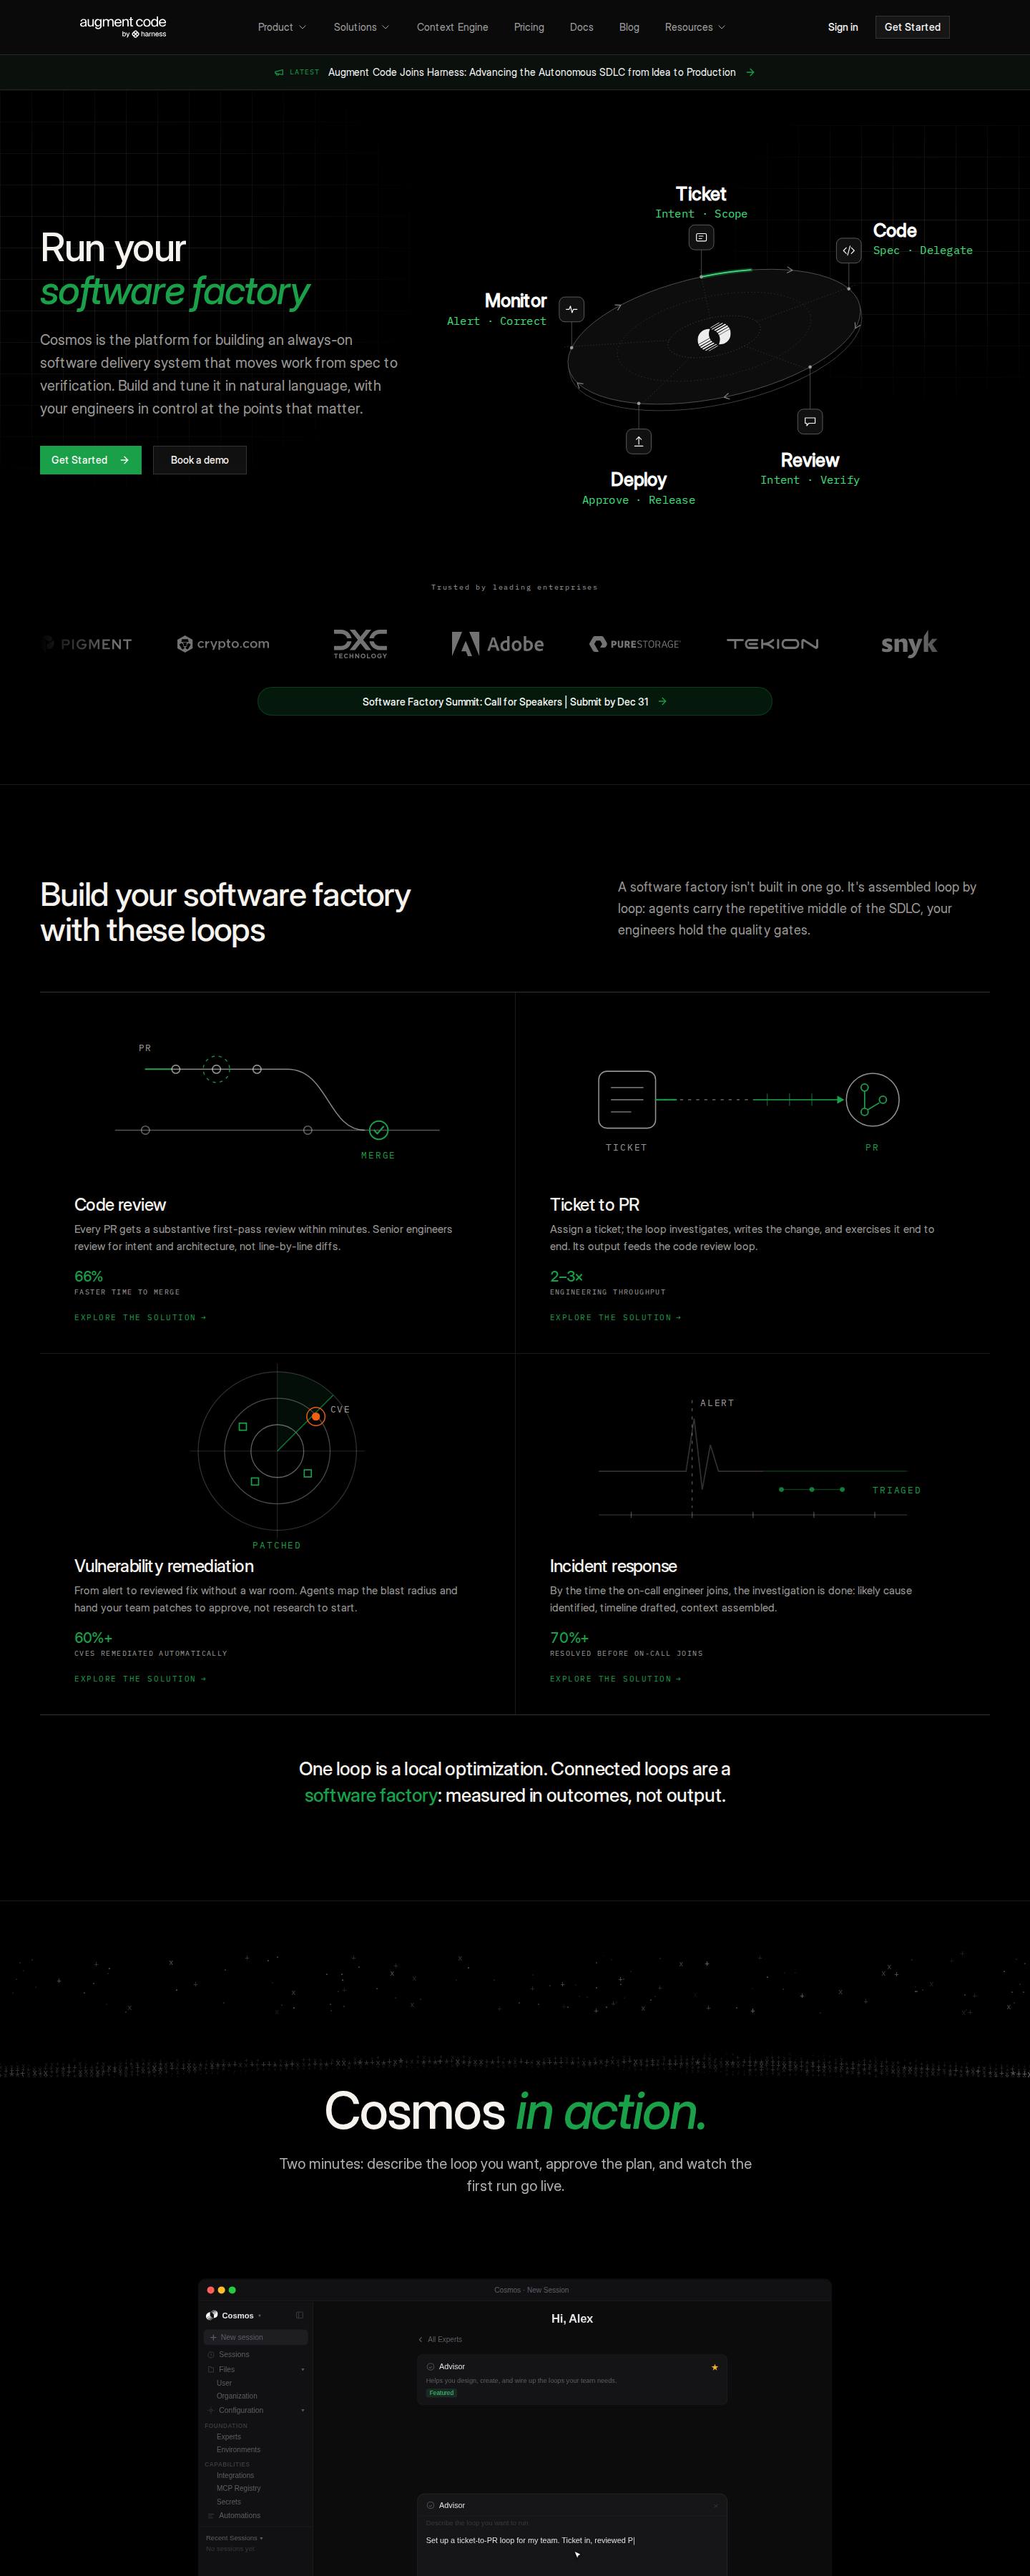 augment code
by harness
Product
Solutions
Context Engine
Pricing
Docs
Blog
Resources
Sign in
Get Started
LATEST
Augment Code Joins Harness: Advancing the Autonomous SDLC from Idea to Production
Run your
software factory
Cosmos is the platform for building an always-on
software delivery system that moves work from spec to
verification. Build and tune it in natural language, with
your engineers in control at the points that matter.
Get Started
Book a demo
Ticket
Intent · Scope
Code
Spec · Delegate
Monitor
Alert · Correct
Review
Intent · Verify
Deploy
Approve · Release
Trusted by leading enterprises
PIGMENT
crypto.com
DXC
TECHNOLOGY
Adobe
PURESTORAGE
TEKION
snyk
Software Factory Summit: Call for Speakers | Submit by Dec 31
Build your software factory
with these loops
A software factory isn't built in one go. It's assembled loop by
loop: agents carry the repetitive middle of the SDLC, your
engineers hold the quality gates.
PR
MERGE
TICKET
PR
Code review
Every PR gets a substantive first-pass review within minutes. Senior engineers
review for intent and architecture, not line-by-line diffs.
66%
FASTER TIME TO MERGE
EXPLORE THE SOLUTION →
Ticket to PR
Assign a ticket; the loop investigates, writes the change, and exercises it end to
end. Its output feeds the code review loop.
2–3×
ENGINEERING THROUGHPUT
EXPLORE THE SOLUTION →
CVE
PATCHED
ALERT
TRIAGED
Vulnerability remediation
From alert to reviewed fix without a war room. Agents map the blast radius and
hand your team patches to approve, not research to start.
60%+
CVES REMEDIATED AUTOMATICALLY
EXPLORE THE SOLUTION →
Incident response
By the time the on-call engineer joins, the investigation is done: likely cause
identified, timeline drafted, context assembled.
70%+
RESOLVED BEFORE ON-CALL JOINS
EXPLORE THE SOLUTION →
One loop is a local optimization. Connected loops are a
software factory: measured in outcomes, not output.
Cosmos in action.
Two minutes: describe the loop you want, approve the plan, and watch the
first run go live.
Cosmos · New Session
Cosmos
New session
Sessions
Files
User
Organization
Configuration
FOUNDATION
Experts
Environments
CAPABILITIES
Integrations
MCP Registry
Secrets
Automations
Recent Sessions
No sessions yet
Hi, Alex
All Experts
Advisor
Helps you design, create, and wire up the loops your team needs.
Featured
Advisor
Describe the loop you want to run
Set up a ticket-to-PR loop for my team. Ticket in, reviewed P